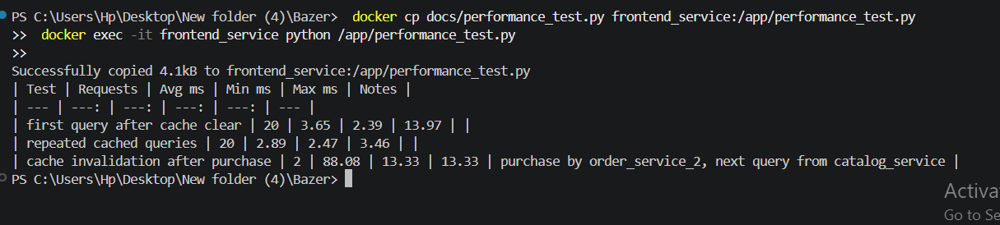 PS C:\Users\Hp\Desktop\New folder (4)\Bazer> docker cp docs/performance_test.py frontend_service:/app/performance_test.py
>> docker exec -it frontend_service python /app/performance_test.py
>>
Successfully copied 4.1kB to frontend_service:/app/performance_test.py
| Test | Requests | Avg ms | Min ms | Max ms | Notes |
| --- | ---: | ---: | ---: | ---: | --- |
| first query after cache clear | 20 | 3.65 | 2.39 | 13.97 | |
| repeated cached queries | 20 | 2.89 | 2.47 | 3.46 | |
| cache invalidation after purchase | 2 | 88.08 | 13.33 | 13.33 | purchase by order_service_2, next query from catalog_service |
PS C:\Users\Hp\Desktop\New folder (4)\Bazer>
Activa
Go to Se